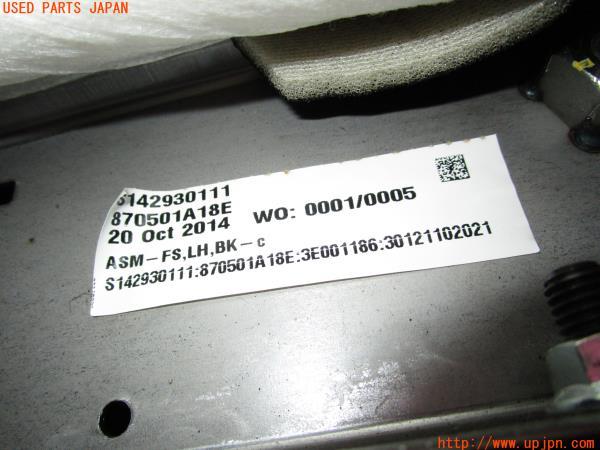 USED PARTS JAPAN
S142930111
870501A18E
20 Oct 2014 WO: 0001/0005
ASM-FS,LH,BK-c
S142930111:870501A18E:3E001186:30121102021
http://www.upjpn.com/